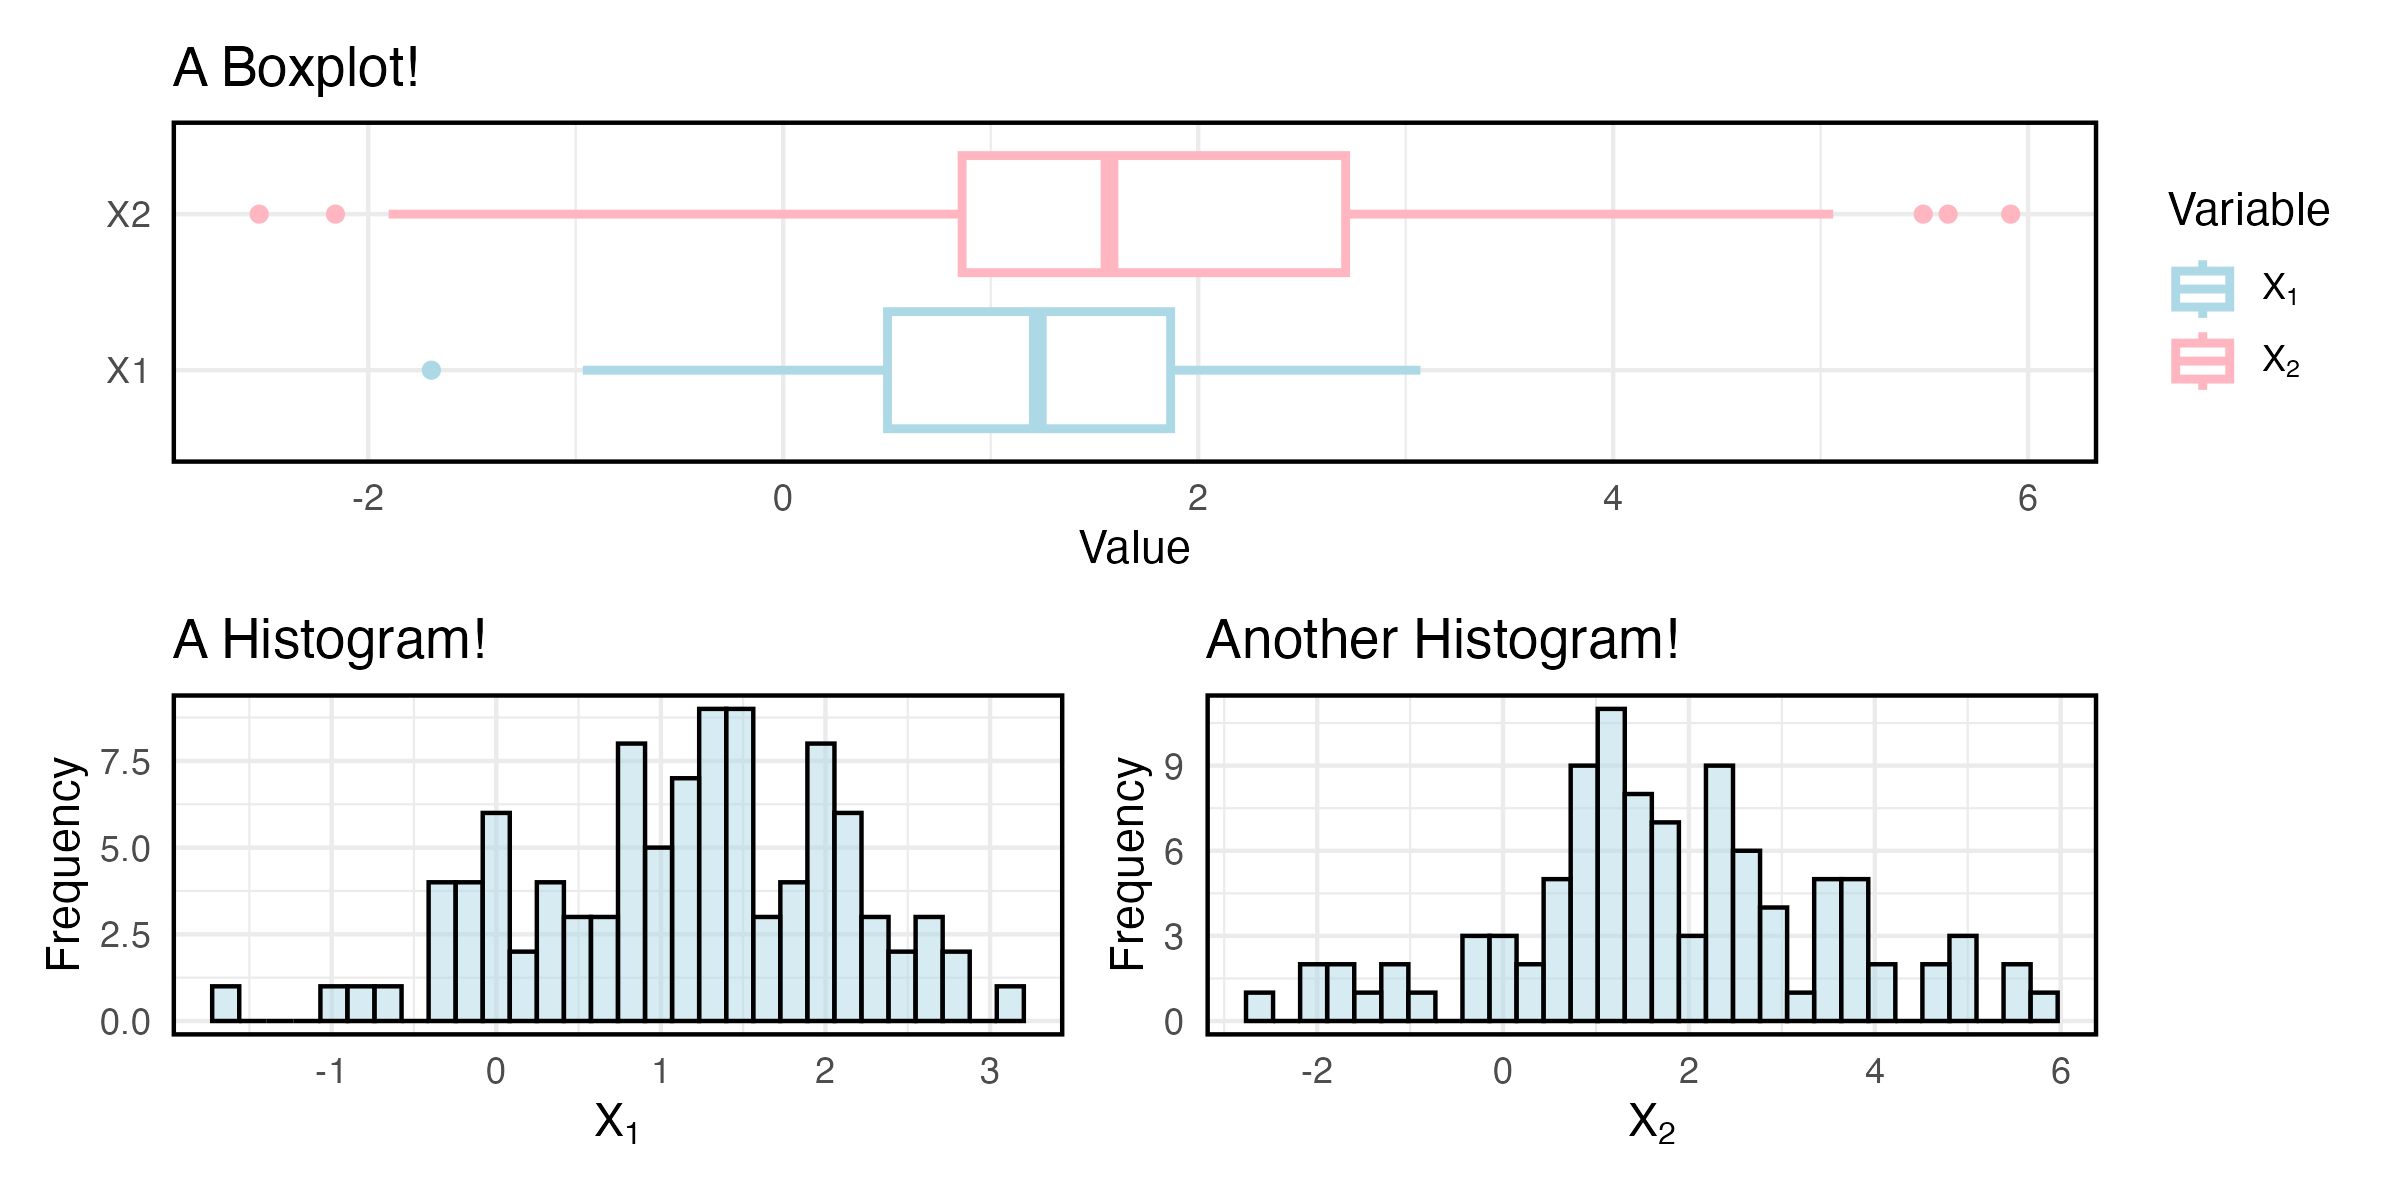 A Boxplot!
X2
X1
-2 0 2 4 6
Value
Variable
X₁
X₂
A Histogram!
Frequency
7.5
5.0
2.5
0.0
-1 0 1 2 3
X₁
Another Histogram!
Frequency
9
6
3
0
-2 0 2 4 6
X₂